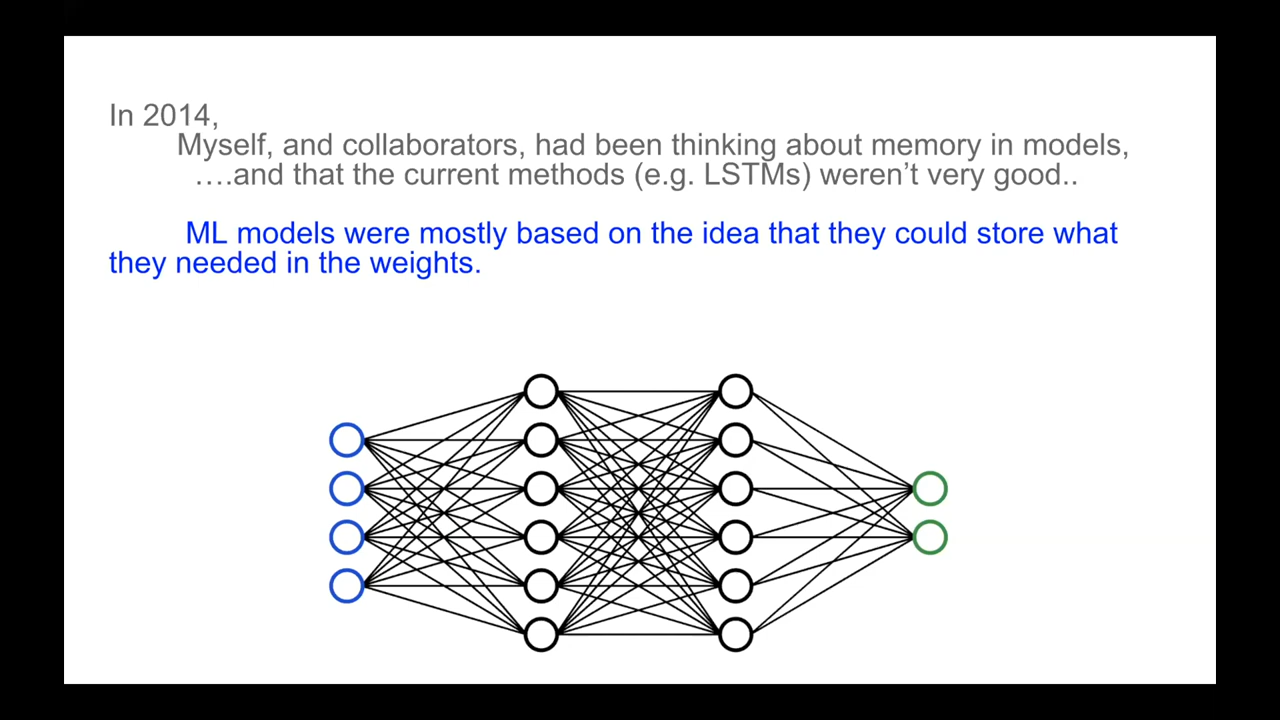 In 2014,
Myself, and collaborators, had been thinking about memory in models,
….and that the current methods (e.g. LSTMs) weren’t very good..
ML models were mostly based on the idea that they could store what
they needed in the weights.